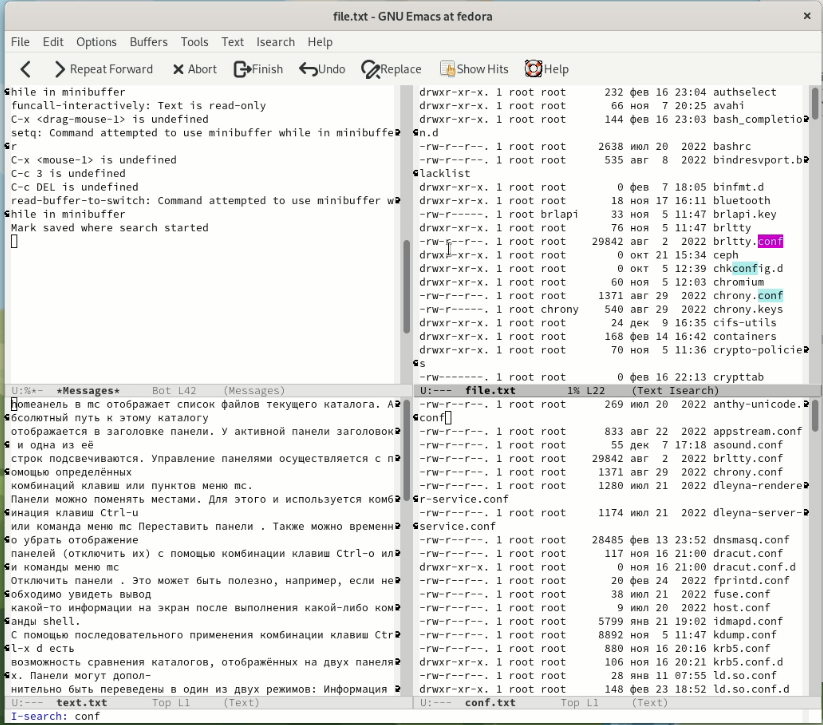 file.txt - GNU Emacs at fedora
File Edit Options Buffers Tools Text Isearch Help
Repeat Forward Abort Finish Undo Replace Show Hits Help
hile in minibuffer
funcall-interactively: Text is read-only
C-x <drag-mouse-1> is undefined
setq: Command attempted to use minibuffer while in minibuffe
r
C-x <mouse-1> is undefined
C-c 3 is undefined
C-c DEL is undefined
read-buffer-to-switch: Command attempted to use minibuffer w
hile in minibuffer
Mark saved where search started
U:%*- *Messages* Bot L42 (Messages)
drwxr-xr-x. 1 root root 232 фев 16 23:04 authselect
drwxr-xr-x. 1 root root 66 ноя 7 20:25 avahi
drwxr-xr-x. 1 root root 144 фев 16 23:03 bash_completio
n.d
-rw-r--r--. 1 root root 2638 июл 20 2022 bashrc
-rw-r--r--. 1 root root 535 авг 8 2022 bindresvport.b
lacklist
drwxr-xr-x. 1 root root 0 фев 7 18:05 binfmt.d
drwxr-xr-x. 1 root root 18 ноя 17 16:11 bluetooth
-rw-r-----. 1 root brlapi 33 ноя 5 11:47 brlapi.key
drwxr-xr-x. 1 root root 76 ноя 5 11:47 brltty
-rw-r--r--. 1 root root 29842 авг 2 2022 brltty.conf
drwxr-xr-x. 1 root root 0 окт 21 15:34 ceph
drwxr-xr-x. 1 root root 0 окт 5 12:39 chkconfig.d
drwxr-xr-x. 1 root root 60 ноя 5 12:03 chromium
-rw-r--r--. 1 root root 1371 авг 29 2022 chrony.conf
-rw-r-----. 1 root chrony 540 авг 29 2022 chrony.keys
drwxr-xr-x. 1 root root 24 дек 9 16:35 cifs-utils
drwxr-xr-x. 1 root root 168 фев 14 16:42 containers
drwxr-xr-x. 1 root root 70 ноя 5 11:36 crypto-policie
s
-rw-------. 1 root root 0 фев 16 22:13 crypttab
U:--- file.txt 1% L22 (Text Isearch)
отображает список файлов текущего каталога. А
бсолютный путь к этому каталогу
отображается в заголовке панели. У активной панели заголовок
и одна из её
строк подсвечиваются. Управление панелями осуществляется с п
омощью определённых
комбинаций клавиш или пунктов меню mc.
Панели можно поменять местами. Для этого и используется комб
инация клавиш Ctrl-u
или команда меню mc Переставить панели . Также можно временн
о убрать отображение
панелей (отключить их) с помощью комбинации клавиш Ctrl-o ил
и команды меню mc
Отключить панели . Это может быть полезно, например, если не
обходимо увидеть вывод
какой-то информации на экран после выполнения какой-либо ком
анды shell.
С помощью последовательного применения комбинации клавиш Ctr
l-x d есть
возможность сравнения каталогов, отображённых на двух панеля
х. Панели могут допол-
нительно быть переведены в один из двух режимов: Информация
U:--- text.txt Top L1 (Text)
-rw-r--r--. 1 root root 269 июл 20 2022 anthy-unicode.
conf
-rw-r--r--. 1 root root 833 авг 22 2022 appstream.conf
-rw-r--r--. 1 root root 55 дек 7 17:18 asound.conf
-rw-r--r--. 1 root root 29842 авг 2 2022 brltty.conf
-rw-r--r--. 1 root root 1371 авг 29 2022 chrony.conf
-rw-r--r--. 1 root root 1280 июл 21 2022 dleyna-rendere
r-service.conf
-rw-r--r--. 1 root root 1174 июл 21 2022 dleyna-server-
service.conf
-rw-r--r--. 1 root root 28485 фев 13 23:52 dnsmasq.conf
-rw-r--r--. 1 root root 117 ноя 16 21:00 dracut.conf
drwxr-xr-x. 1 root root 0 ноя 16 21:00 dracut.conf.d
-rw-r--r--. 1 root root 20 фев 24 2022 fprintd.conf
-rw-r--r--. 1 root root 38 июл 21 2022 fuse.conf
-rw-r--r--. 1 root root 9 июл 20 2022 host.conf
-rw-r--r--. 1 root root 5799 янв 21 19:02 idmapd.conf
-rw-r--r--. 1 root root 8892 ноя 5 11:47 kdump.conf
-rw-r--r--. 1 root root 880 ноя 16 20:16 krb5.conf
drwxr-xr-x. 1 root root 106 ноя 16 20:21 krb5.conf.d
-rw-r--r--. 1 root root 28 янв 11 07:55 ld.so.conf
drwxr-xr-x. 1 root root 148 фев 23 18:52 ld.so.conf.d
U:--- conf.txt Top L1 (Text)
I-search: conf